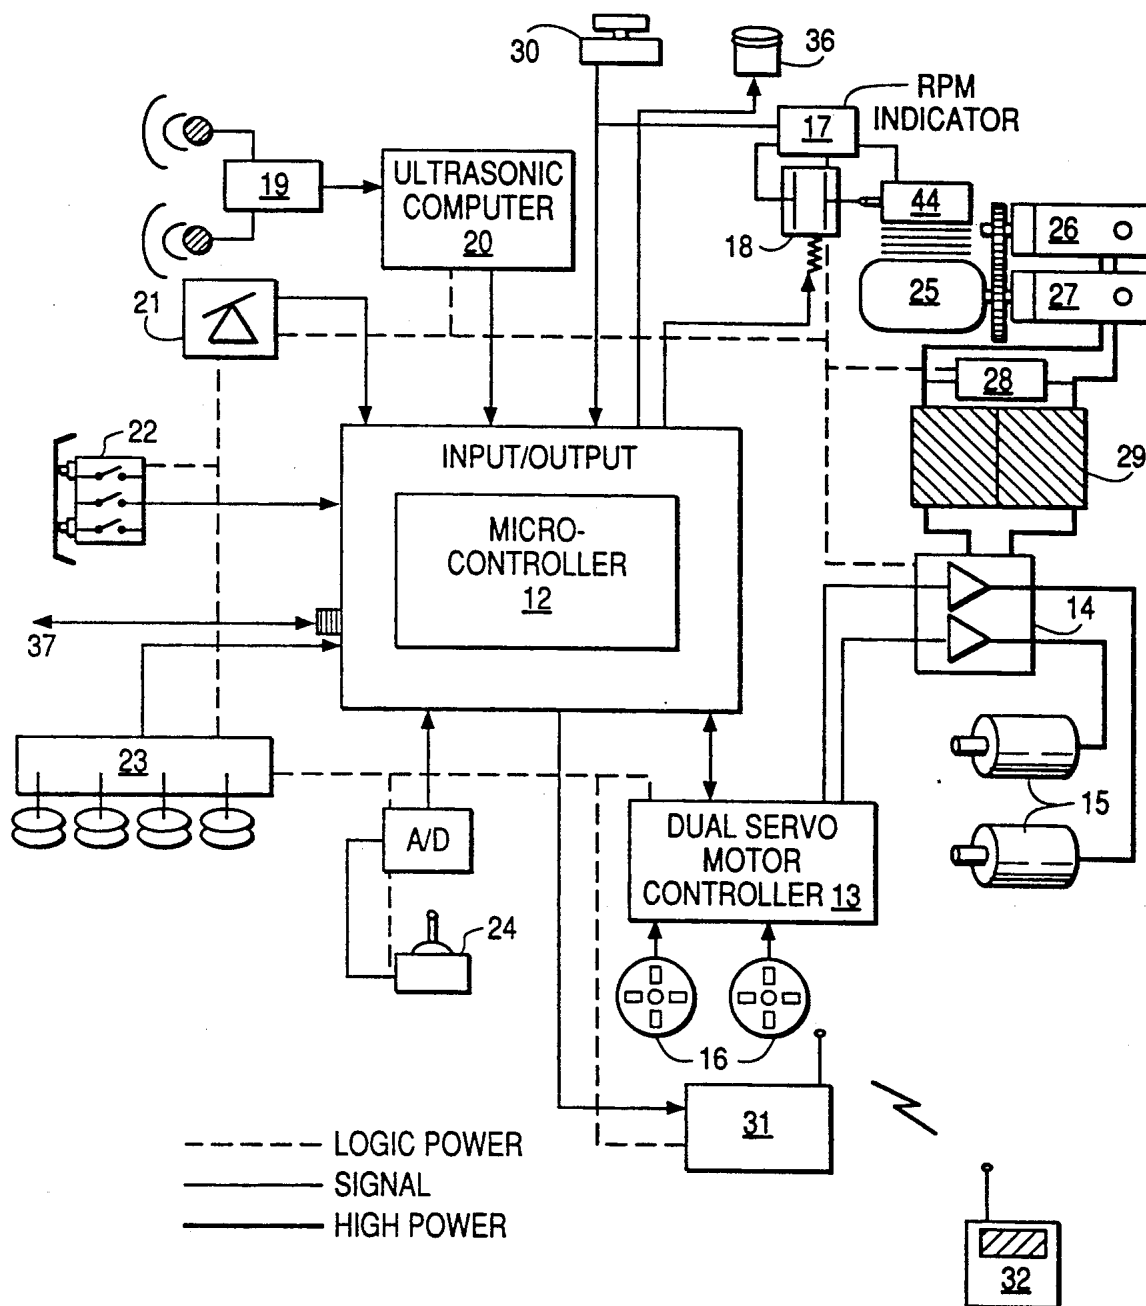 30
36
RPM
INDICATOR
17
19
ULTRASONIC
COMPUTER
20
44
18
26
25
27
21
28
22
INPUT/OUTPUT
29
MICRO-
CONTROLLER
12
14
37
23
15
A/D
DUAL SERVO
MOTOR
CONTROLLER 13
24
16
31
LOGIC POWER
SIGNAL
HIGH POWER
32